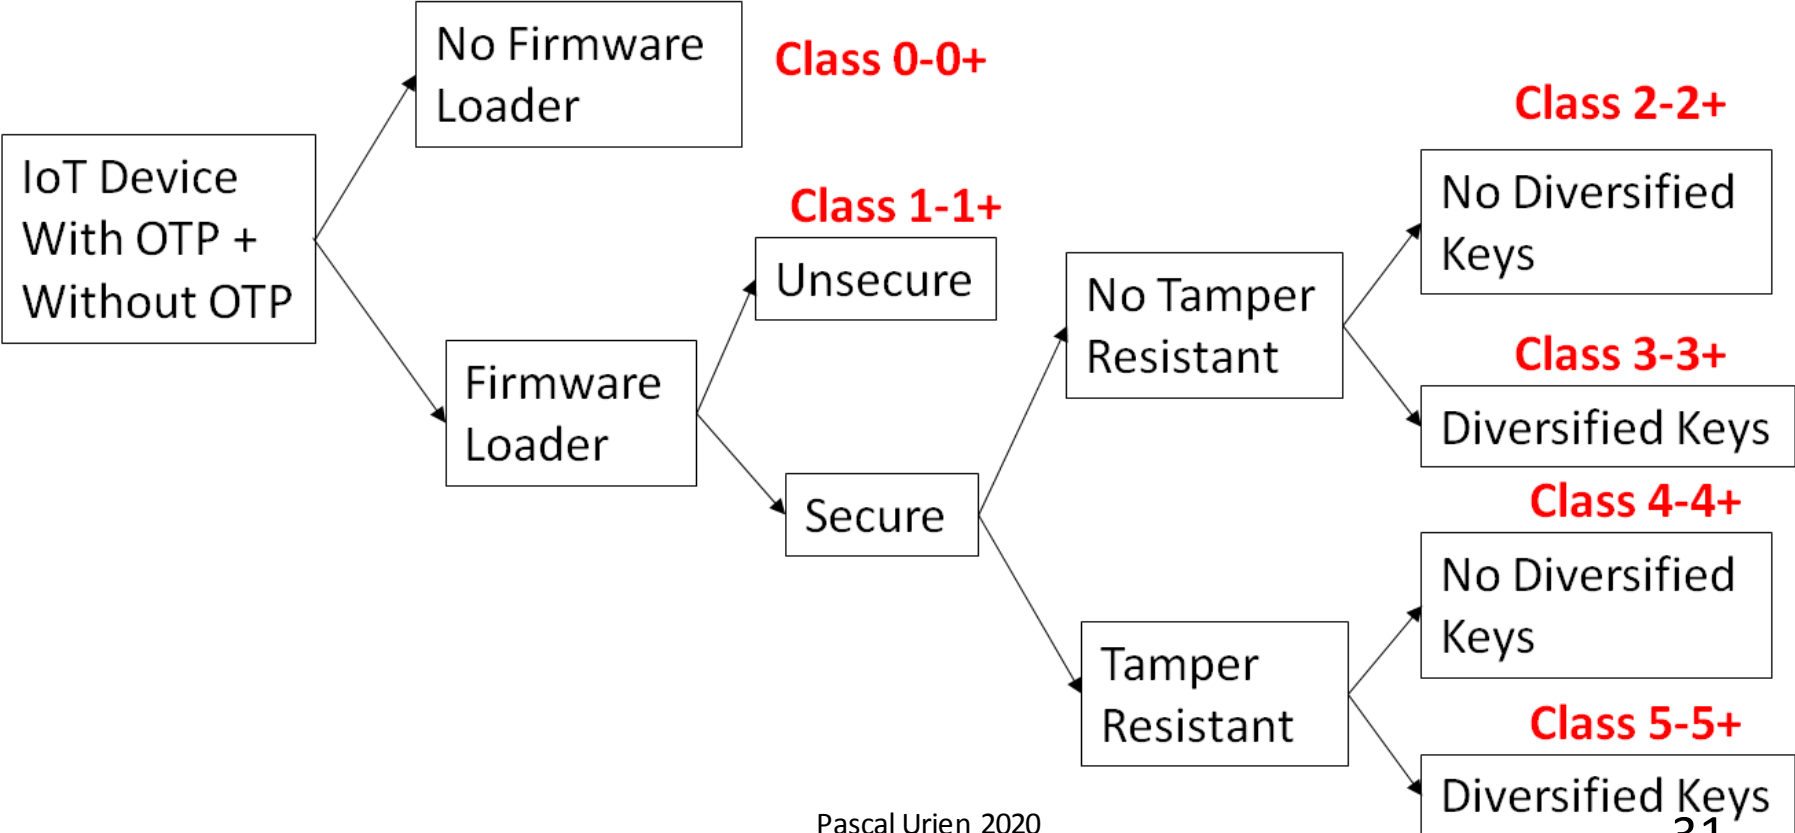 No Firmware
Loader
Class 0-0+
IoT Device
With OTP +
Without OTP
Firmware
Loader
Class 1-1+
Unsecure
Secure
No Tamper
Resistant
Tamper
Resistant
Class 2-2+
No Diversified
Keys
Class 3-3+
Diversified Keys
Class 4-4+
No Diversified
Keys
Class 5-5+
Diversified Keys
Pascal Urien 2020
31